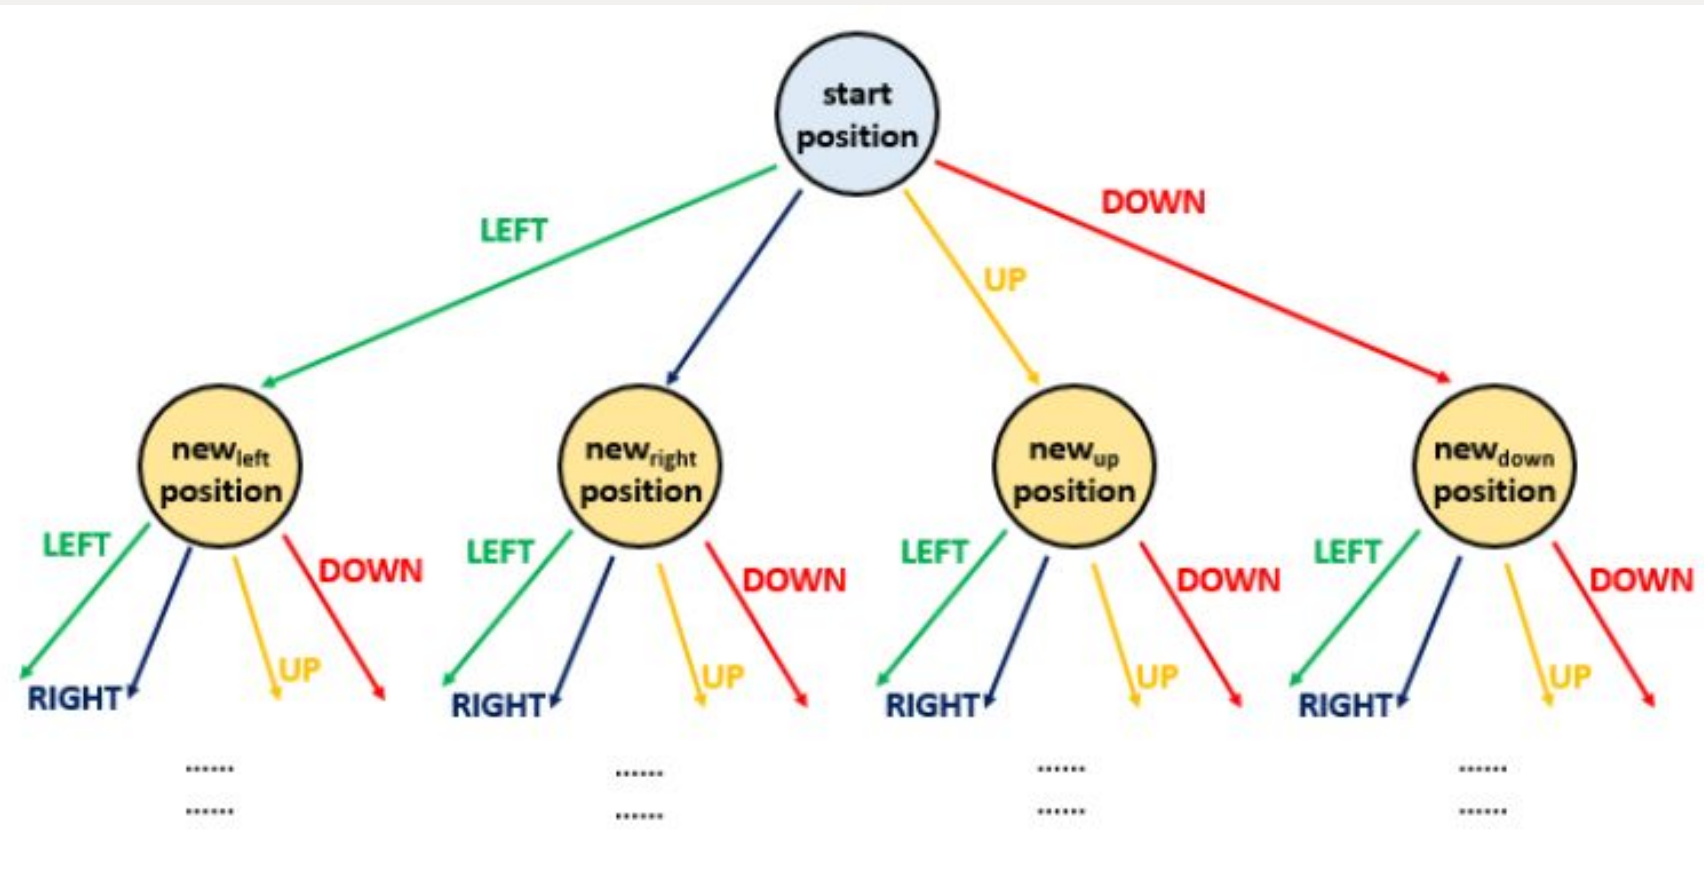 start
position
LEFT
DOWN
UP
newleft
position
newright
position
newup
position
newdown
position
LEFT
DOWN
UP
RIGHT
LEFT
DOWN
UP
RIGHT
LEFT
DOWN
UP
RIGHT
LEFT
DOWN
UP
RIGHT
......
......
......
......
......
......
......
......